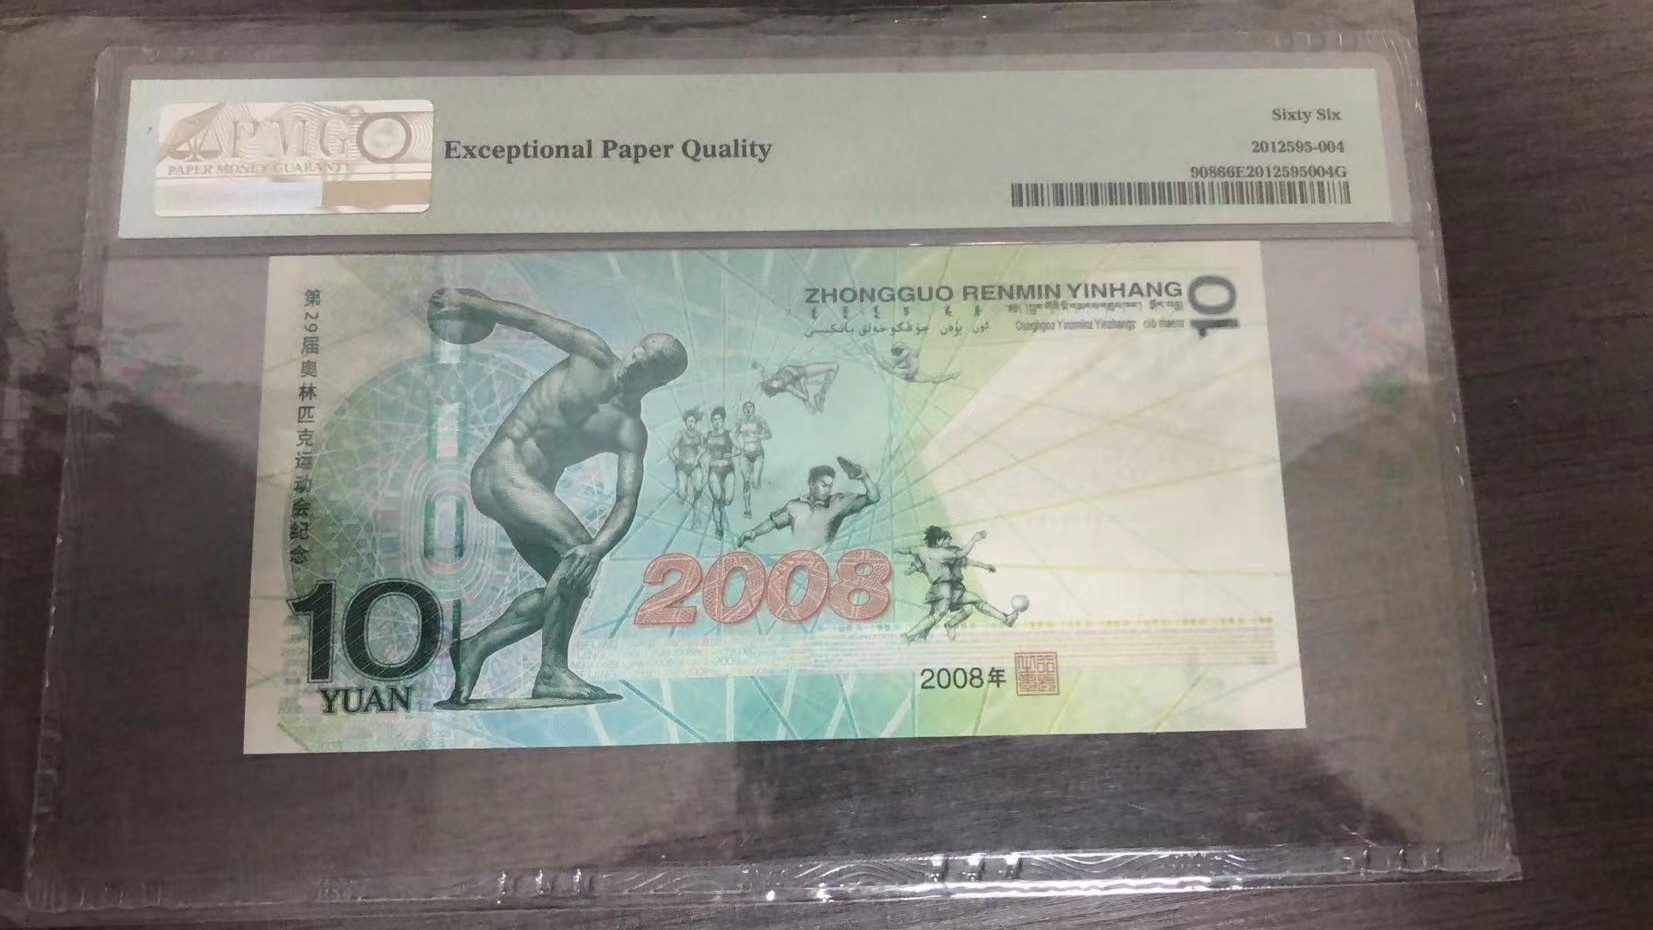 PMG
PAPER MONEY GUARANTY
Exceptional Paper Quality
Sixty Six
2012595-004
90866E2012595004G
第29届奥林匹克运动会纪念
ZHONGGUO RENMIN YINHANG
10
2008
10
YUAN
2008年